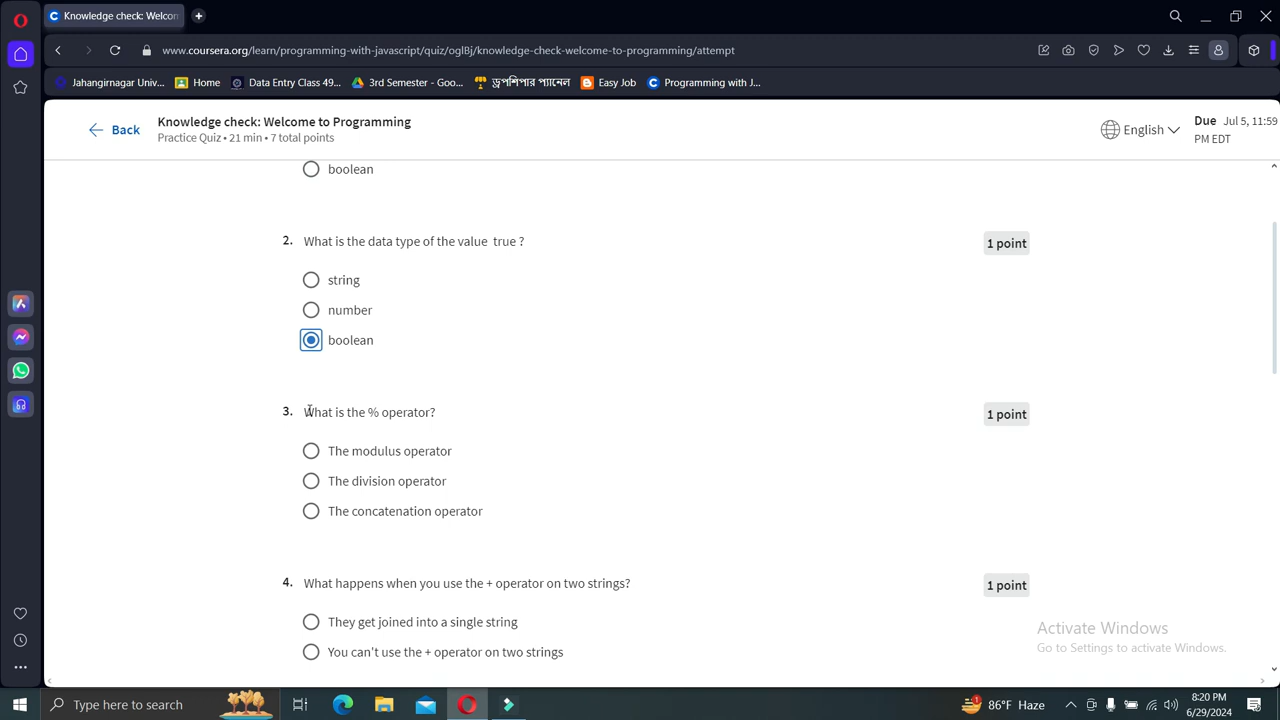 Knowledge check: Welcom
www.coursera.org/learn/programming-with-javascript/quiz/ogl8j/knowledge-check-welcome-to-programming/attempt
Jahangirnagar Univ... Home Data Entry Class 49... 3rd Semester - Goo... ড্রপশিপার প্যানেল Easy Job Programming with J...
Back
Knowledge check: Welcome to Programming
Practice Quiz • 21 min • 7 total points
English
Due Jul 5, 11:59
PM EDT
boolean
2. What is the data type of the value true ?
1 point
string
number
boolean
3. What is the % operator?
1 point
The modulus operator
The division operator
The concatenation operator
4. What happens when you use the + operator on two strings?
1 point
They get joined into a single string
You can't use the + operator on two strings
Activate Windows
Go to Settings to activate Windows.
Type here to search
1
86°F Haze
8:20 PM
6/29/2024